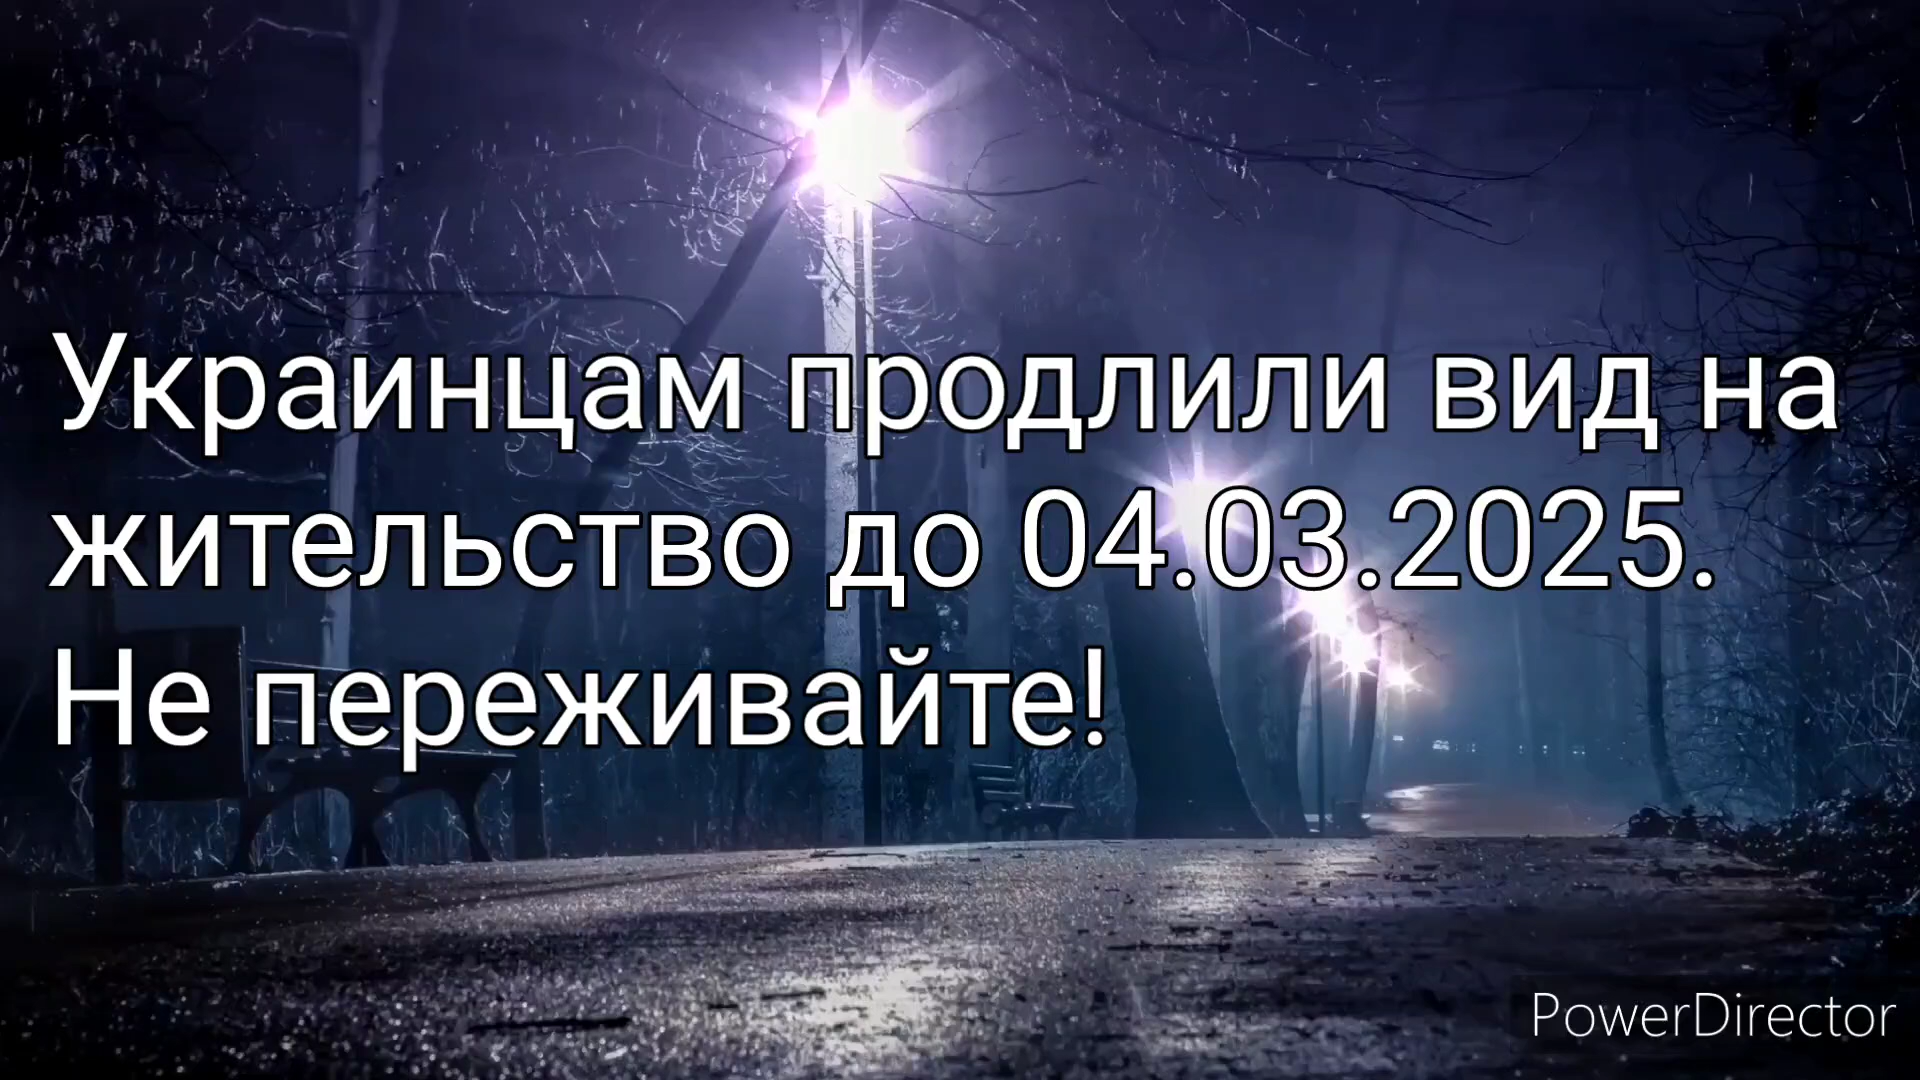 Украинцам продлили вид на
жительство до 04.03.2025.
Не переживайте!
PowerDirector